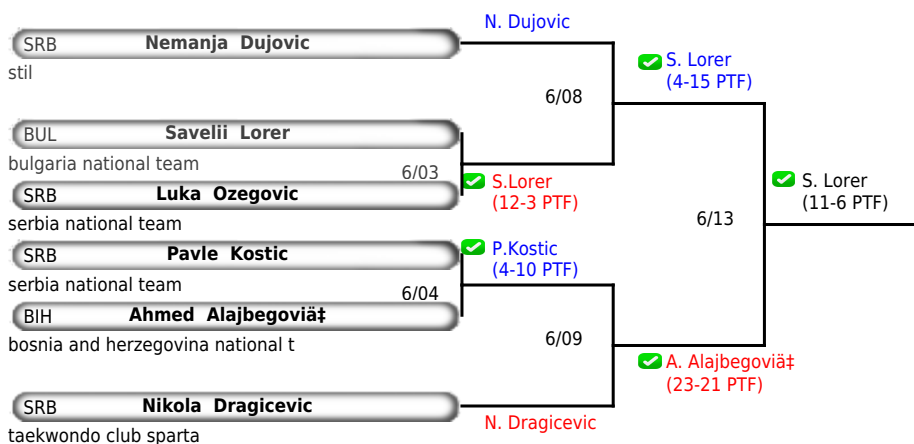 N. Dujovic
SRB Nemanja Dujovic
stil
S. Lorer
(4-15 PTF)
6/08
BUL Savelii Lorer
bulgaria national team
6/03
SRB Luka Ozegovic
serbia national team
S.Lorer
(12-3 PTF)
S. Lorer
(11-6 PTF)
6/13
SRB Pavle Kostic
serbia national team
P.Kostic
(4-10 PTF)
6/04
BIH Ahmed Alajbegoviä‡
bosnia and herzegovina national t
6/09
A. Alajbegoviä‡
(23-21 PTF)
SRB Nikola Dragicevic
taekwondo club sparta
N. Dragicevic